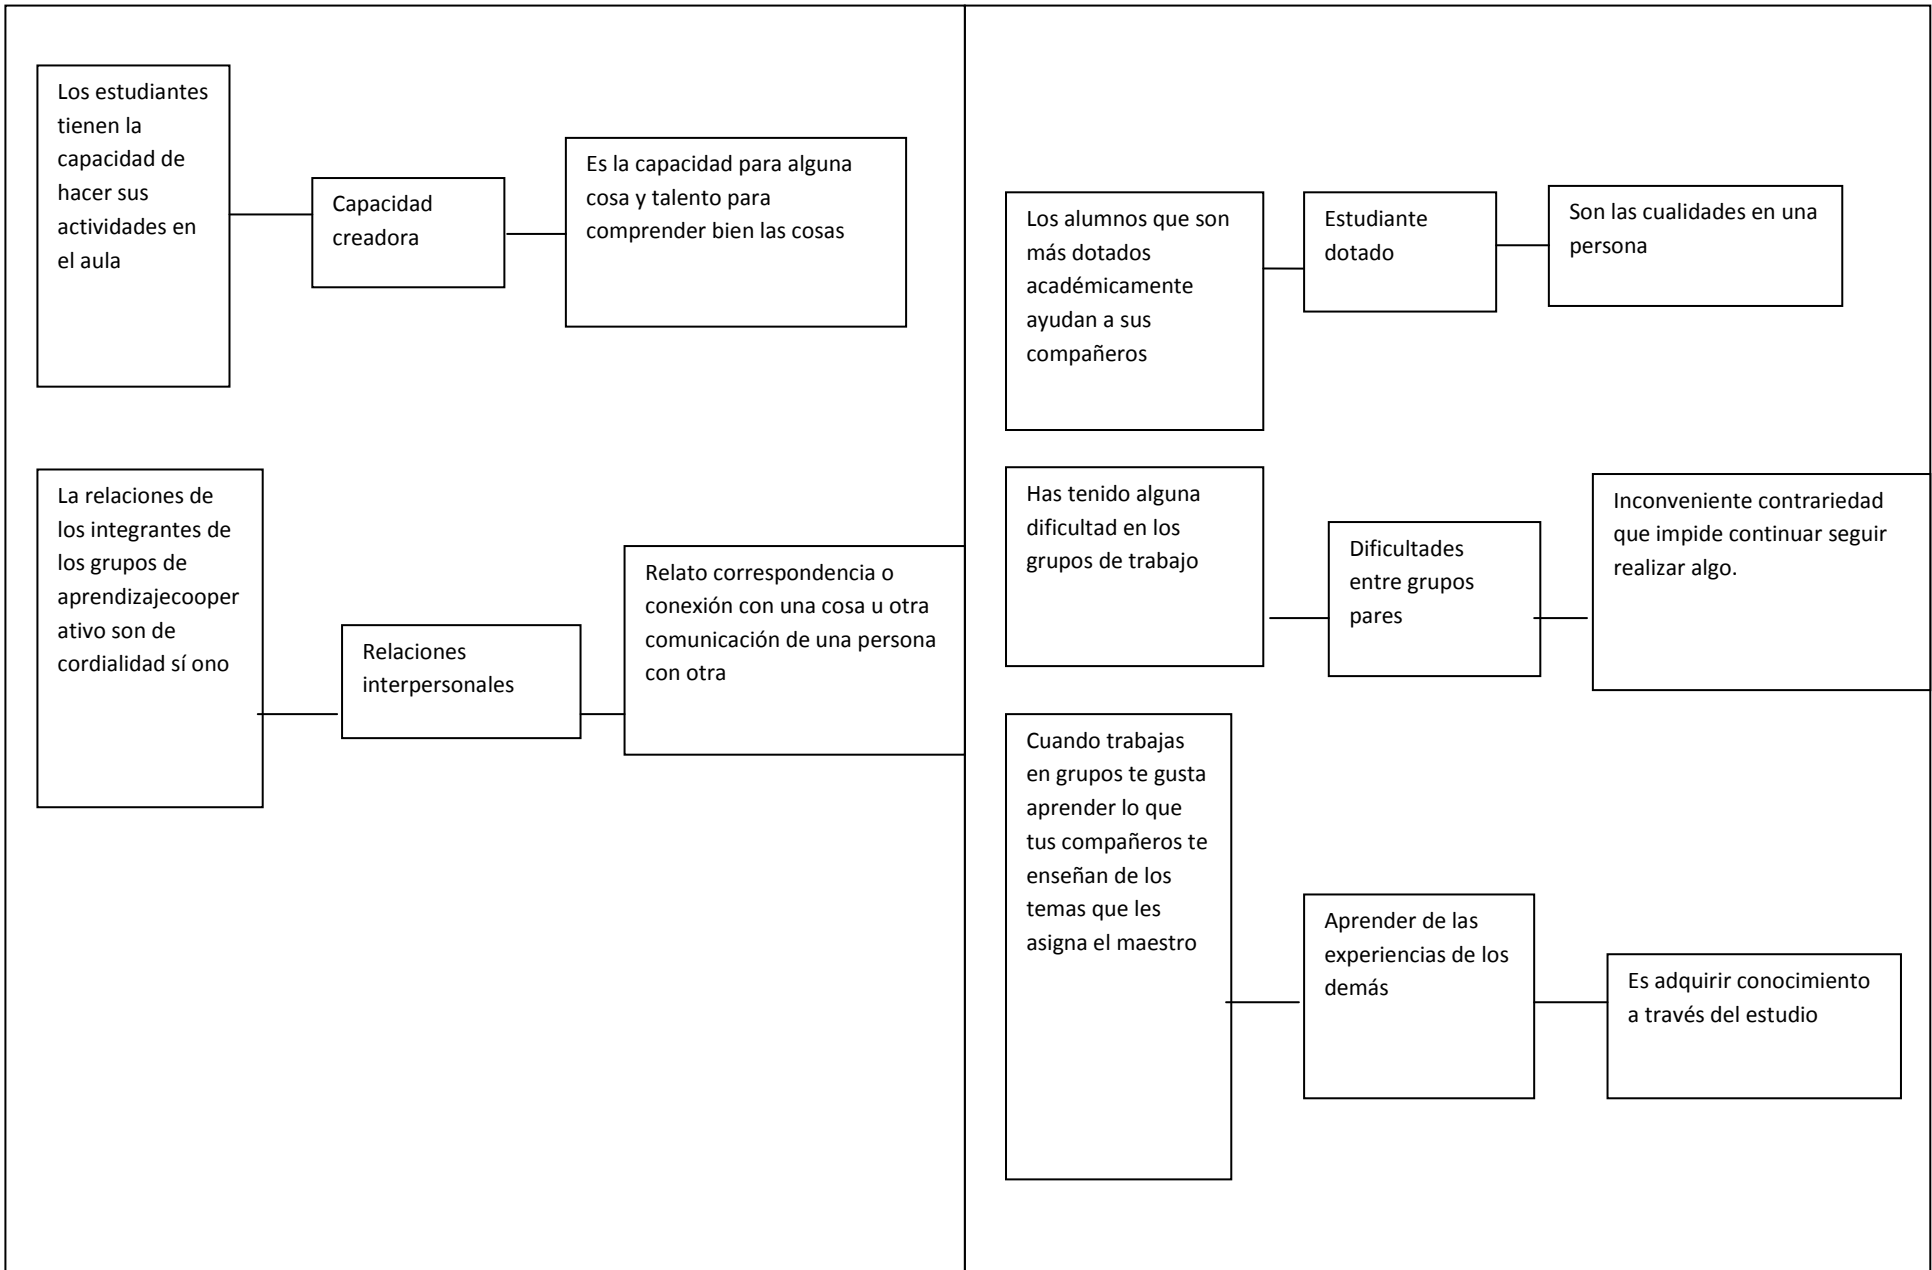 Los estudiantes
tienen la
capacidad de
hacer sus
actividades en
el aula
Capacidad
creadora
Es la capacidad para alguna
cosa y talento para
comprender bien las cosas
La relaciones de
los integrantes de
los grupos de
aprendizajecooper
ativo son de
cordialidad sí ono
Relaciones
interpersonales
Relato correspondencia o
conexión con una cosa u otra
comunicación de una persona
con otra
Los alumnos que son
más dotados
académicamente
ayudan a sus
compañeros
Estudiante
dotado
Son las cualidades en una
persona
Has tenido alguna
dificultad en los
grupos de trabajo
Dificultades
entre grupos
pares
Inconveniente contrariedad
que impide continuar seguir
realizar algo.
Cuando trabajas
en grupos te gusta
aprender lo que
tus compañeros te
enseñan de los
temas que les
asigna el maestro
Aprender de las
experiencias de los
demás
Es adquirir conocimiento
a través del estudio